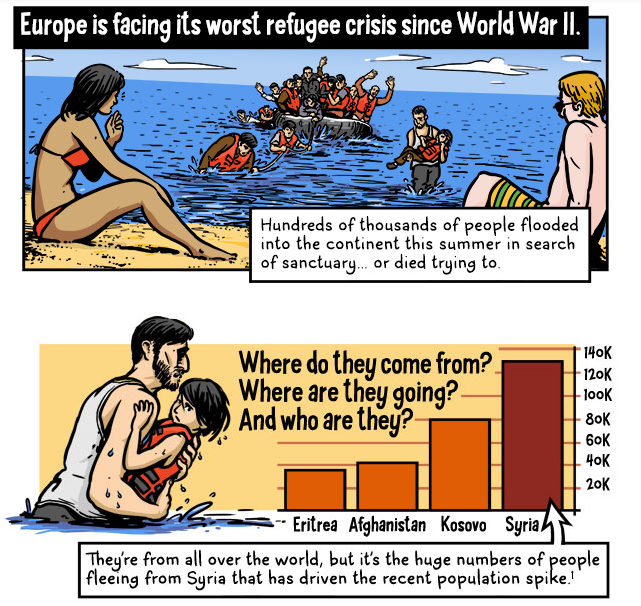 Europe is facing its worst refugee crisis since World War II.
Hundreds of thousands of people flooded
into the continent this summer in search
of sanctuary... or died trying to.
Where do they come from?
Where are they going?
And who are they?
140K
120K
100K
80K
60K
40K
20K
Eritrea Afghanistan Kosovo Syria
They're from all over the world, but it's the huge numbers of people
fleeing from Syria that has driven the recent population spike.¹